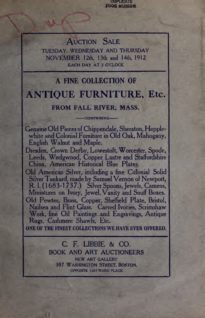 Dup
DUPLICATE
AUCTION SALE
TUESDAY, WEDNESDAY AND THURSDAY
NOVEMBER 12th, 13th and 14th, 1912
EACH DAY AT 2 O'CLOCK
A FINE COLLECTION OF
ANTIQUE FURNITURE, Etc.
FROM FALL RIVER, MASS.
COMPRISING
Genuine Old Pieces of Chippendale, Sheraton, Hepple-
white and Colonial Furniture in Old Oak, Mahogany,
English Walnut and Maple.
Dresden, Crown Derby, Lowestoft, Worcester, Spode,
Leeds, Wedgwood, Copper Lustre and Staffordshire
China, American Historical Blue Plates.
Old American Silver, including a fine Colonial Solid
Silver Tankard, made by Samuel Vernon of Newport,
R. I. (1683-1737.) Silver Spoons, Jewels, Cameos,
Miniatures on Ivory, Jewel, Vanity and Snuff Boxes.
Old Pewter, Brass, Copper, Sheffield Plate, Bristol,
Nailsea and Flint Glass. Carved Ivories, Scrimshaw
Work, fine Oil Paintings and Engravings, Antique
Rugs, Cashmere Shawls, Etc.
ONE OF THE FINEST COLLECTIONS WE HAVE EVER OFFERED.
C. F. LIBBIE & CO.
BOOK AND ART AUCTIONEERS
NEW ART GALLERY
597 WASHINGTON STREET, BOSTON.
OPPOSITE HAYWARD PLACE.